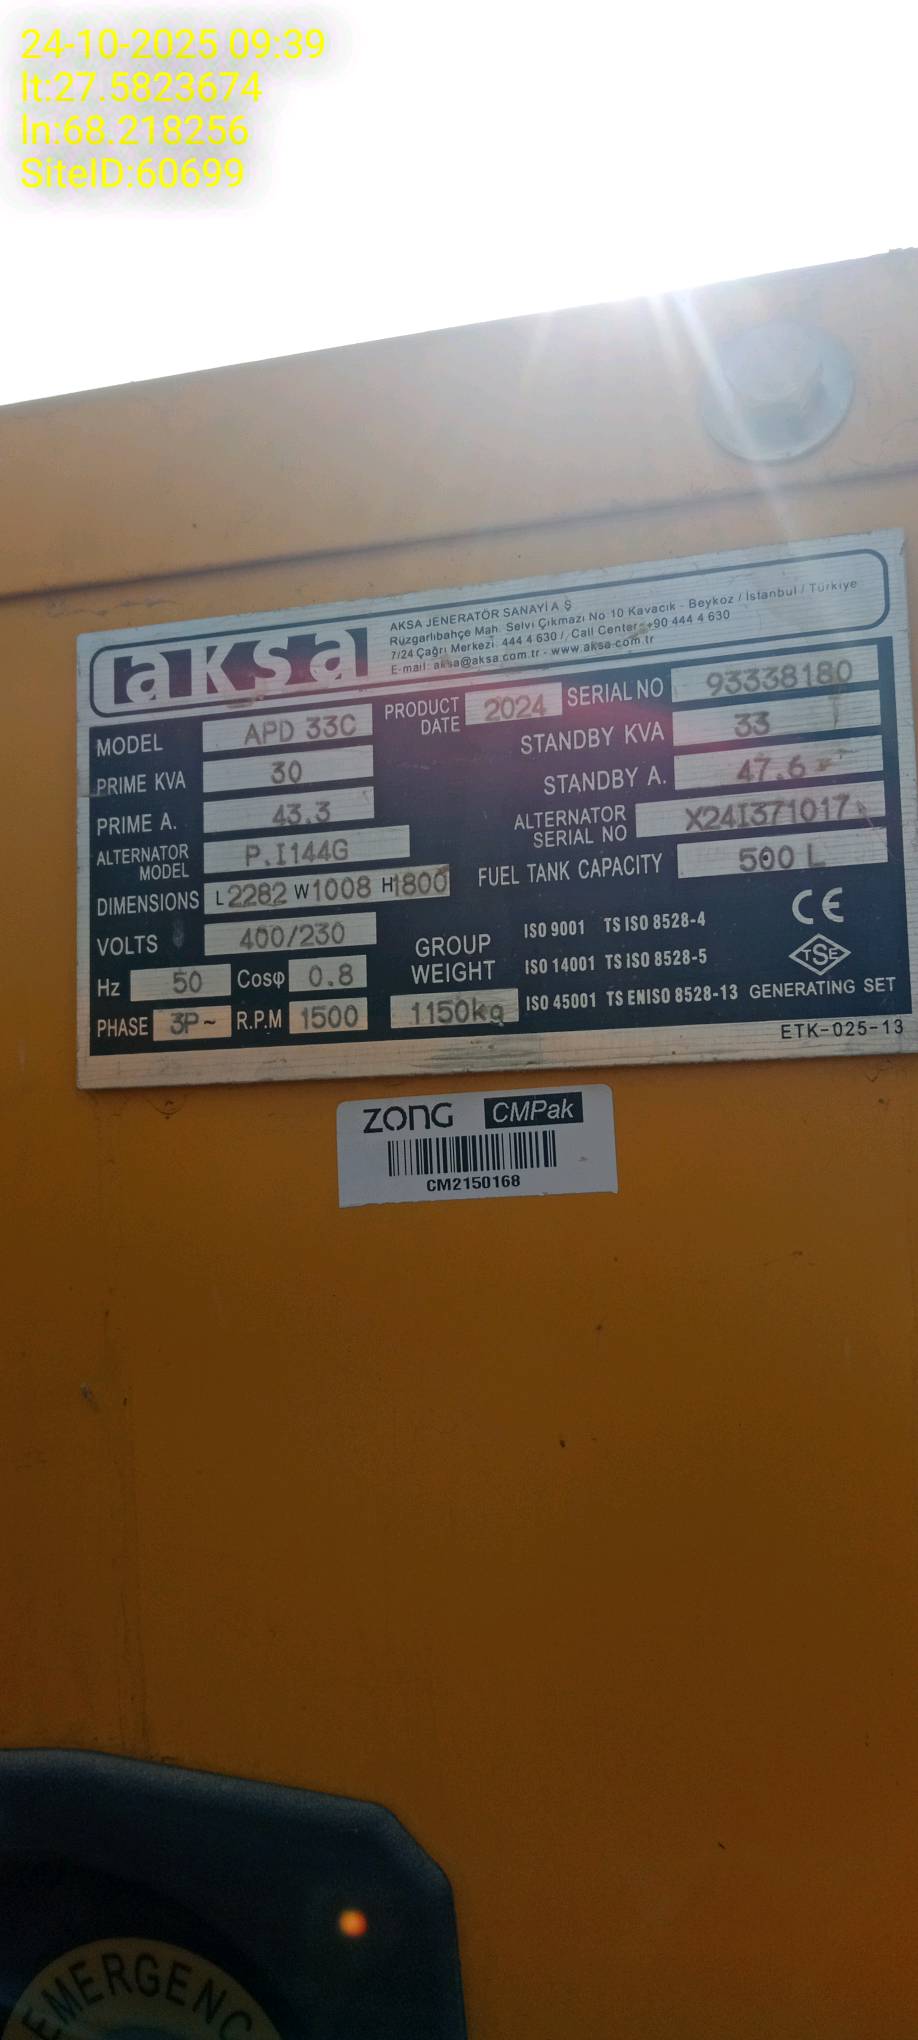 24-10-2025 09:39
lt:27.5823674
ln:68.218256
SiteID:60699
aksa
AKSA JENERATÖR SANAYİ A.Ş
Rüzgarlıbahçe Mah. Selvi Çıkmazı No 10 Kavacık - Beykoz / İstanbul / Türkiye
7/24 Çağrı Merkezi: 444 4 630 / Call Center: +90 444 4 630
E-mail: aksa@aksa.com.tr - www.aksa.com.tr
MODEL APD 33C PRODUCT DATE 2024 SERIAL NO 93338180
PRIME KVA 30 STANDBY KVA 33
PRIME A. 43.3 STANDBY A. 47.6
ALTERNATOR MODEL P.I144G ALTERNATOR SERIAL NO X24I371017
DIMENSIONS L 2282 W 1008 H 1800 FUEL TANK CAPACITY 500 L
VOLTS 400/230 GROUP WEIGHT 1150kg
Hz 50 Cosφ 0.8
PHASE 3P~ R.P.M 1500
ISO 9001 TS ISO 8528-4 CE
ISO 14001 TS ISO 8528-5 TSE
ISO 45001 TS ENISO 8528-13 GENERATING SET
ETK-025-13
ZONG CMPak
CM2150168
EMERGENC